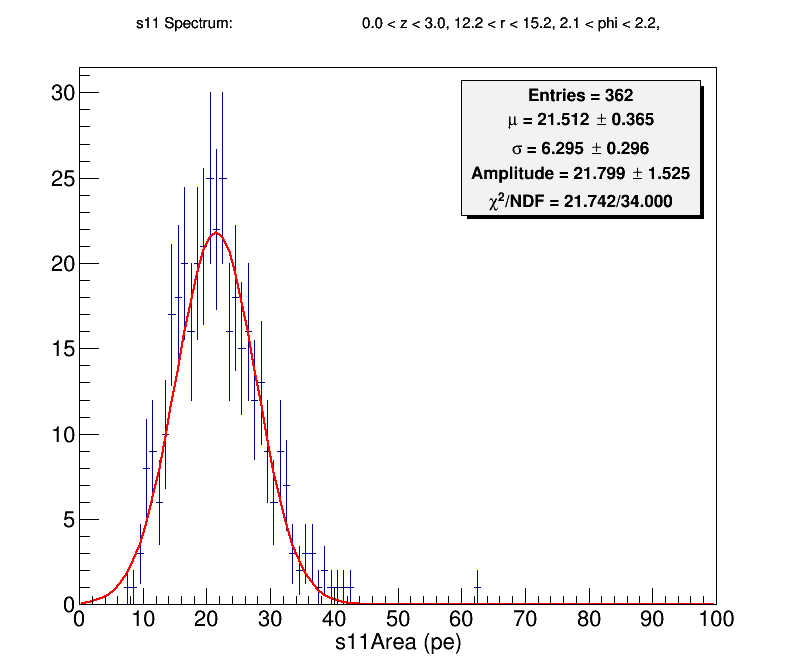 s11 Spectrum: 0.0 < z < 3.0, 12.2 < r < 15.2, 2.1 < phi < 2.2,
Entries = 362
μ = 21.512 ± 0.365
σ = 6.295 ± 0.296
Amplitude = 21.799 ± 1.525
χ²/NDF = 21.742/34.000
30
25
20
15
10
5
0
0 10 20 30 40 50 60 70 80 90 100
s11Area (pe)